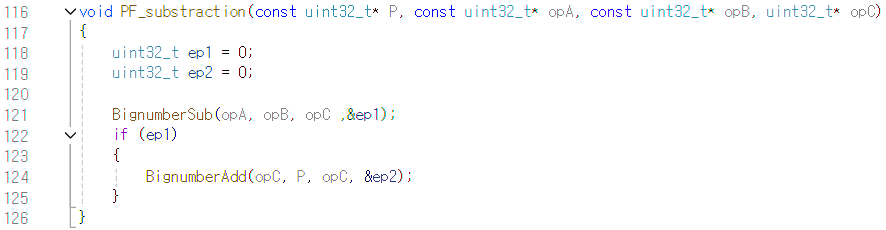 116 void PF_substraction(const uint32_t* P, const uint32_t* opA, const uint32_t* opB, uint32_t* opC)
117 {
118     uint32_t ep1 = 0;
119     uint32_t ep2 = 0;
120
121     BignumberSub(opA, opB, opC ,&ep1);
122     if (ep1)
123     {
124         BignumberAdd(opC, P, opC, &ep2);
125     }
126 }